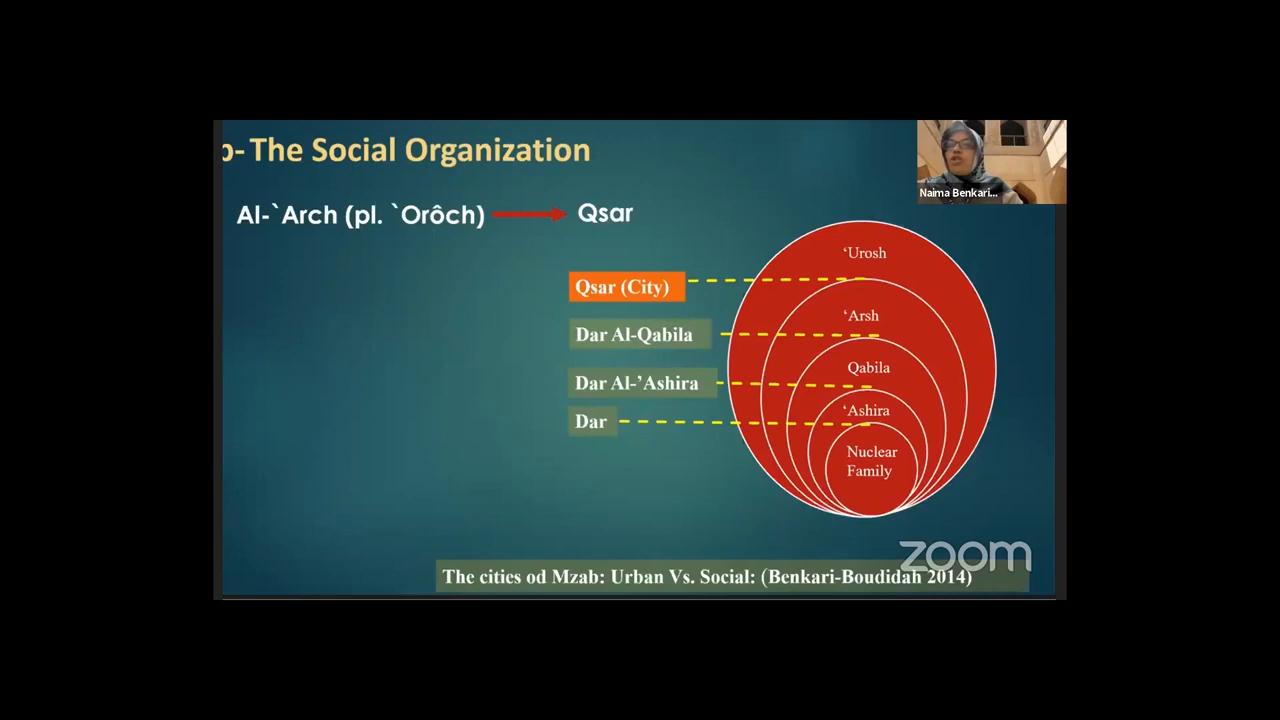 b- The Social Organization
Al-`Arch (pl. `Orôch)
Qsar
Naima Benkari...
‘Urosh
Qsar (City)
‘Arsh
Dar Al-Qabila
Qabila
Dar Al-’Ashira
‘Ashira
Dar
Nuclear
Family
zoom
The cities od Mzab: Urban Vs. Social: (Benkari-Boudidah 2014)